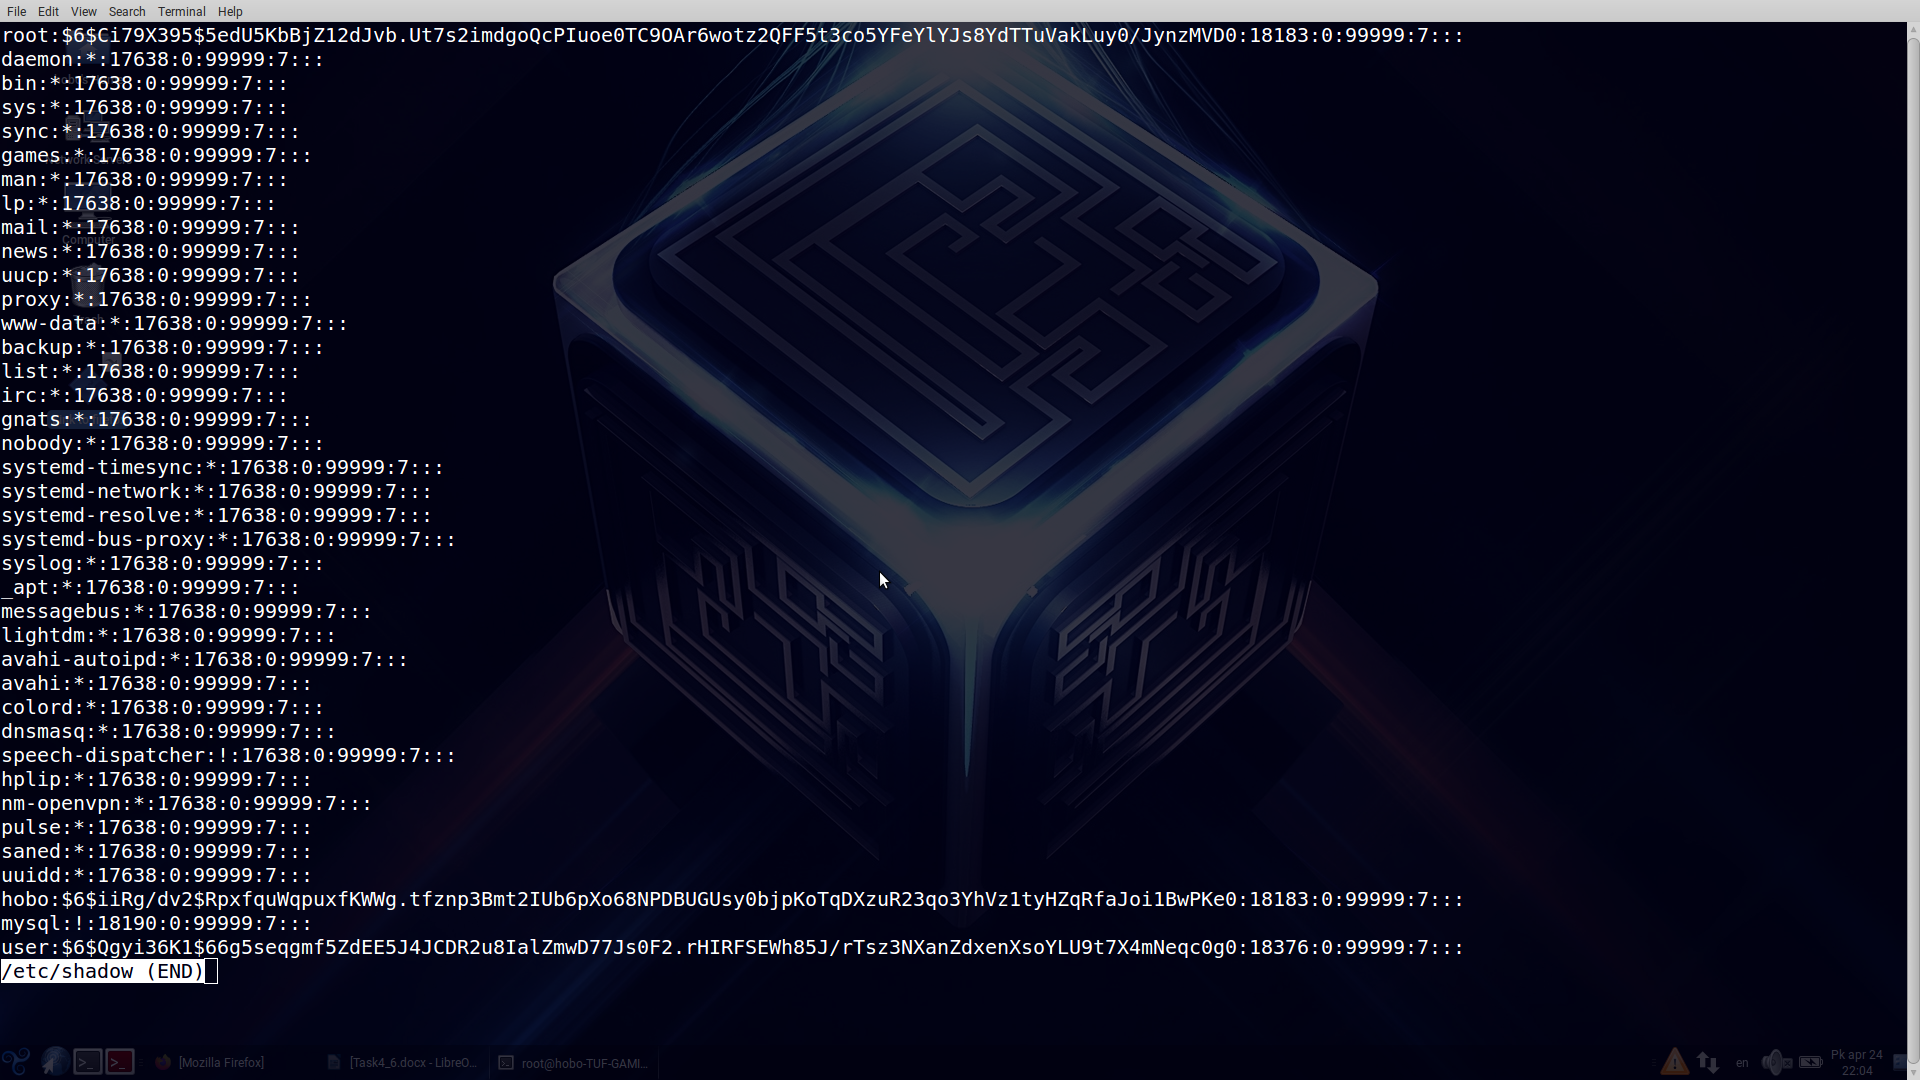 File Edit View Search Terminal Help
root:$6$Ci79X395$5edU5KbBjZ12dJvb.Ut7s2imdgoQcPIuoe0TC9OAr6wotz2QFF5t3co5YFeYlYJs8YdTTuVakLuy0/JynzMVD0:18183:0:99999:7:::
daemon:*:17638:0:99999:7:::
bin:*:17638:0:99999:7:::
sys:*:17638:0:99999:7:::
sync:*:17638:0:99999:7:::
games:*:17638:0:99999:7:::
man:*:17638:0:99999:7:::
lp:*:17638:0:99999:7:::
mail:*:17638:0:99999:7:::
news:*:17638:0:99999:7:::
uucp:*:17638:0:99999:7:::
proxy:*:17638:0:99999:7:::
www-data:*:17638:0:99999:7:::
backup:*:17638:0:99999:7:::
list:*:17638:0:99999:7:::
irc:*:17638:0:99999:7:::
gnats:*:17638:0:99999:7:::
nobody:*:17638:0:99999:7:::
systemd-timesync:*:17638:0:99999:7:::
systemd-network:*:17638:0:99999:7:::
systemd-resolve:*:17638:0:99999:7:::
systemd-bus-proxy:*:17638:0:99999:7:::
syslog:*:17638:0:99999:7:::
_apt:*:17638:0:99999:7:::
messagebus:*:17638:0:99999:7:::
lightdm:*:17638:0:99999:7:::
avahi-autoipd:*:17638:0:99999:7:::
avahi:*:17638:0:99999:7:::
colord:*:17638:0:99999:7:::
dnsmasq:*:17638:0:99999:7:::
speech-dispatcher:!:17638:0:99999:7:::
hplip:*:17638:0:99999:7:::
nm-openvpn:*:17638:0:99999:7:::
pulse:*:17638:0:99999:7:::
saned:*:17638:0:99999:7:::
uuidd:*:17638:0:99999:7:::
hobo:$6$iiRg/dv2$RpxfquWqpuxfKWWg.tfznp3Bmt2IUb6pXo68NPDBUGUsy0bjpKoTqDXzuR23qo3YhVz1tyHZqRfaJoi1BwPKe0:18183:0:99999:7:::
mysql:!:18190:0:99999:7:::
user:$6$Qgyi36K1$66g5seqgmf5ZdEE5J4JCDR2u8IalZmwD77Js0F2.rHIRFSEWh85J/rTsz3NXanZdxenXsoYLU9t7X4mNeqc0g0:18376:0:99999:7:::
/etc/shadow (END)
[Mozilla Firefox] [Task4_6.docx - LibreO... root@hobo-TUF-GAMI... en Pk apr 24
22:04